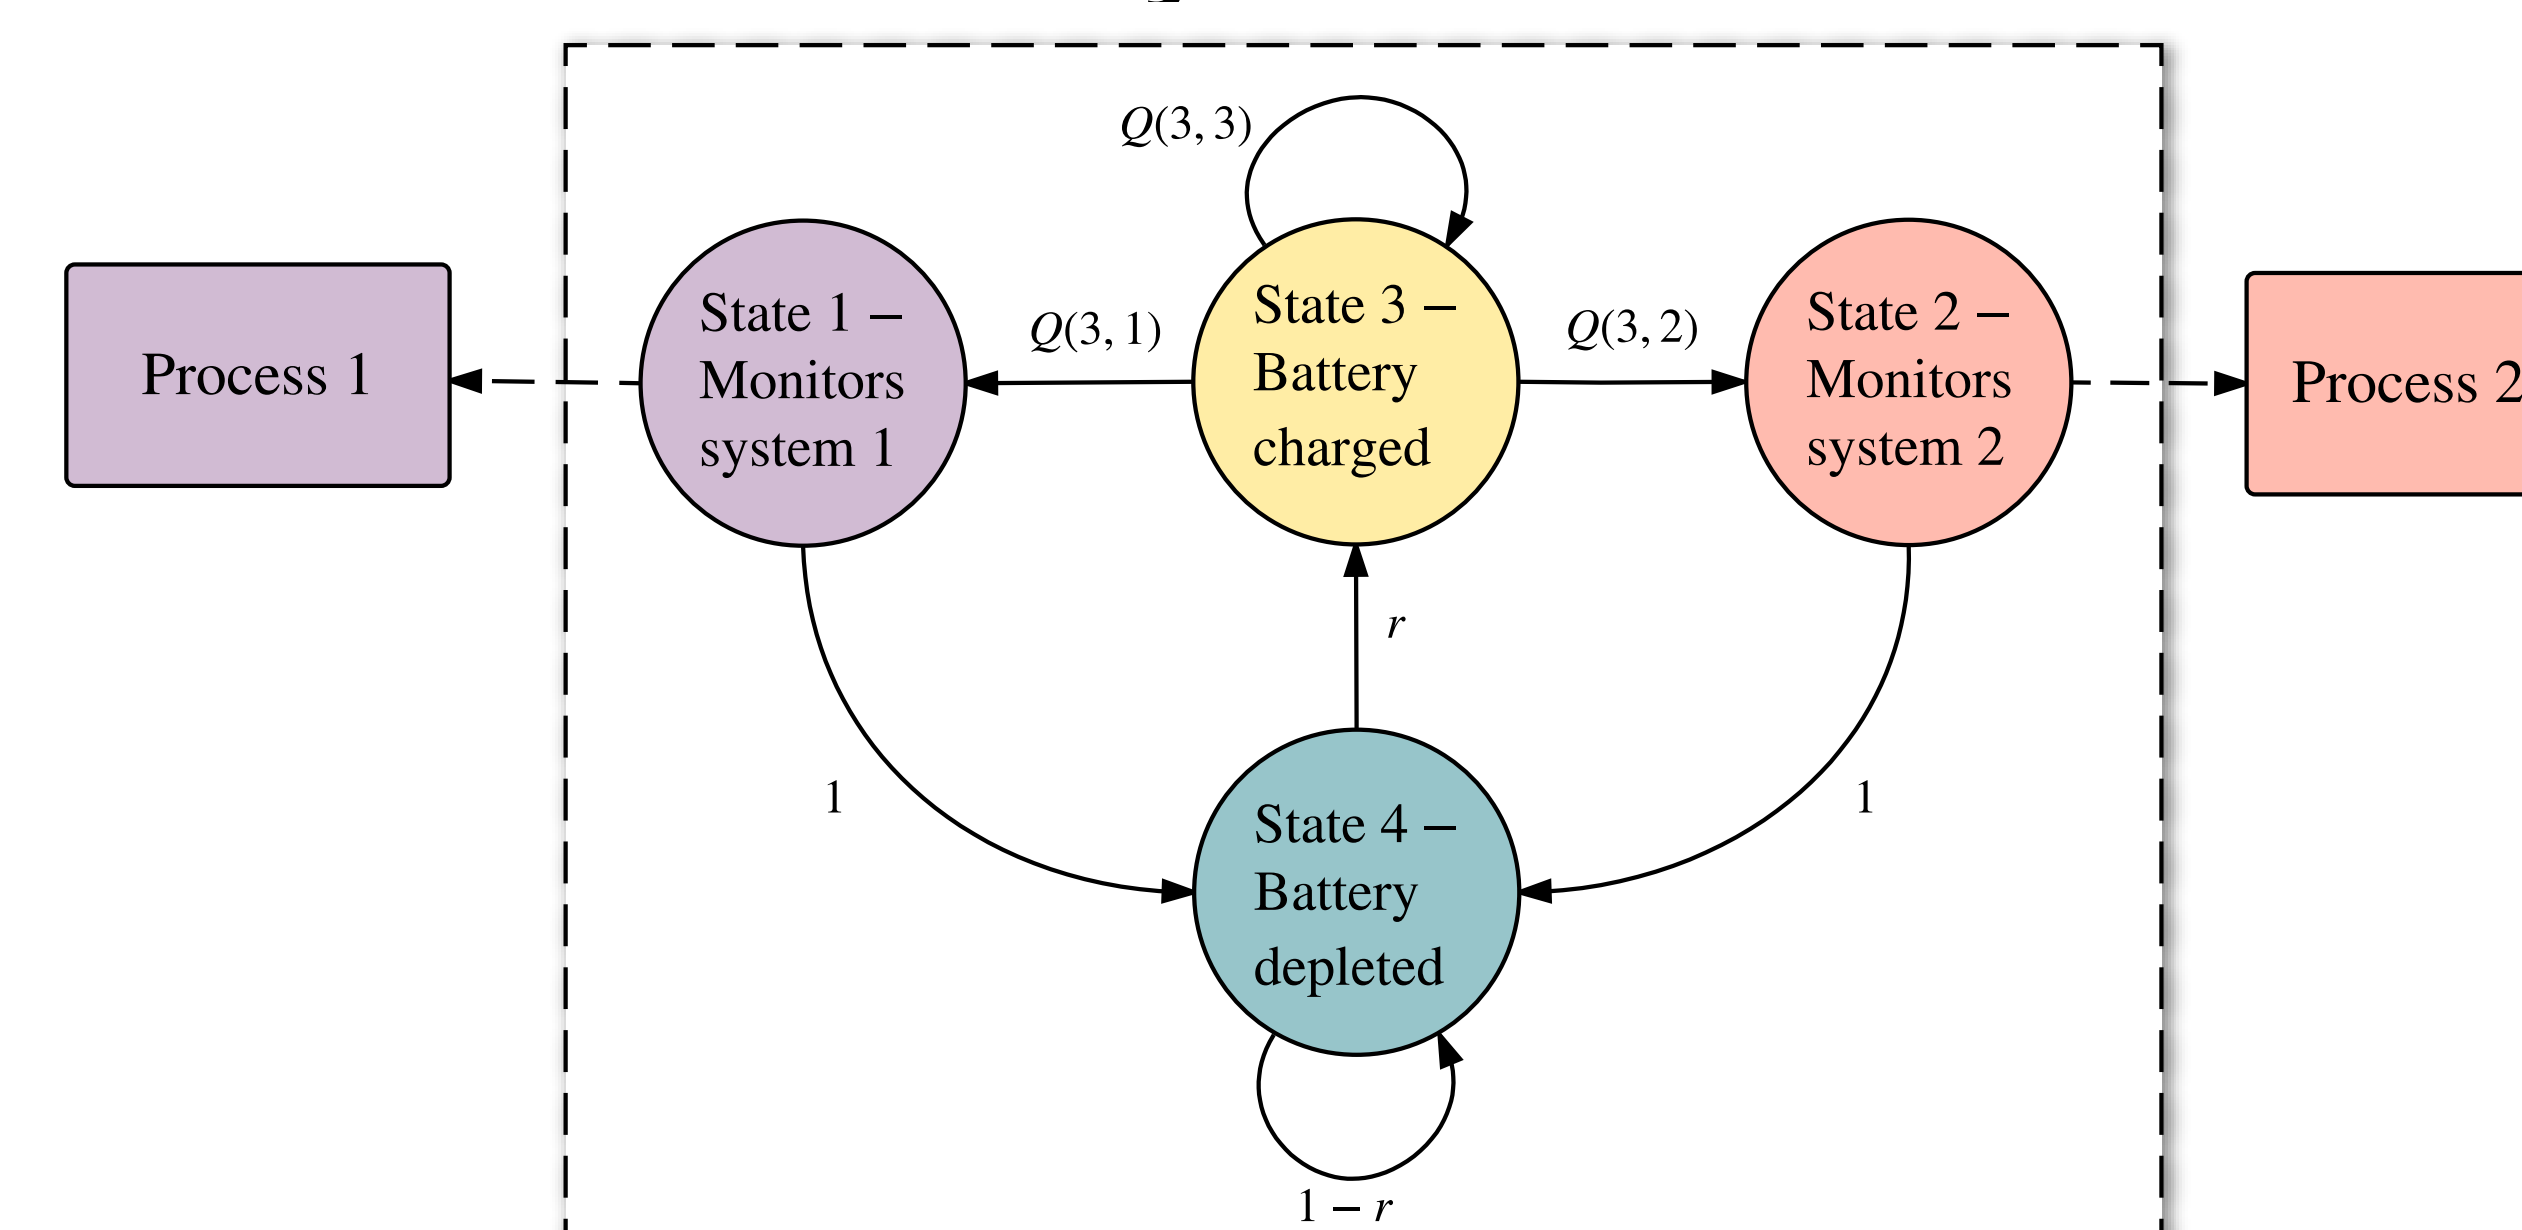 Q(3, 3)
Process 1
State 1 –
Monitors
system 1
Q(3, 1)
State 3 –
Battery
charged
Q(3, 2)
State 2 –
Monitors
system 2
Process 2
r
1
1
State 4 –
Battery
depleted
1 − r